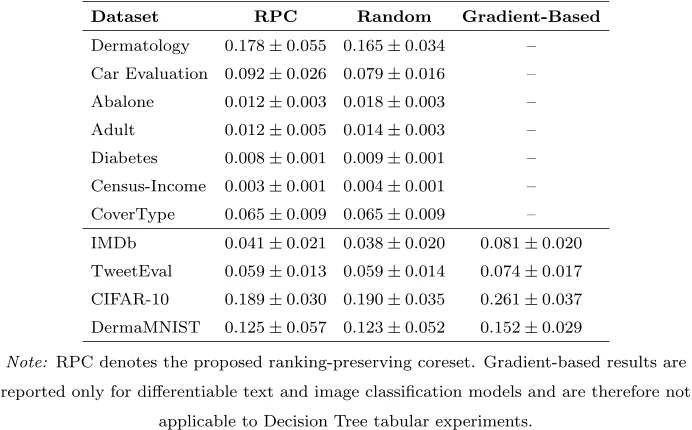 Dataset RPC Random Gradient-Based
Dermatology 0.178 ± 0.055 0.165 ± 0.034 –
Car Evaluation 0.092 ± 0.026 0.079 ± 0.016 –
Abalone 0.012 ± 0.003 0.018 ± 0.003 –
Adult 0.012 ± 0.005 0.014 ± 0.003 –
Diabetes 0.008 ± 0.001 0.009 ± 0.001 –
Census-Income 0.003 ± 0.001 0.004 ± 0.001 –
CoverType 0.065 ± 0.009 0.065 ± 0.009 –
IMDb 0.041 ± 0.021 0.038 ± 0.020 0.081 ± 0.020
TweetEval 0.059 ± 0.013 0.059 ± 0.014 0.074 ± 0.017
CIFAR-10 0.189 ± 0.030 0.190 ± 0.035 0.261 ± 0.037
DermaMNIST 0.125 ± 0.057 0.123 ± 0.052 0.152 ± 0.029
Note: RPC denotes the proposed ranking-preserving coreset. Gradient-based results are
reported only for differentiable text and image classification models and are therefore not
applicable to Decision Tree tabular experiments.